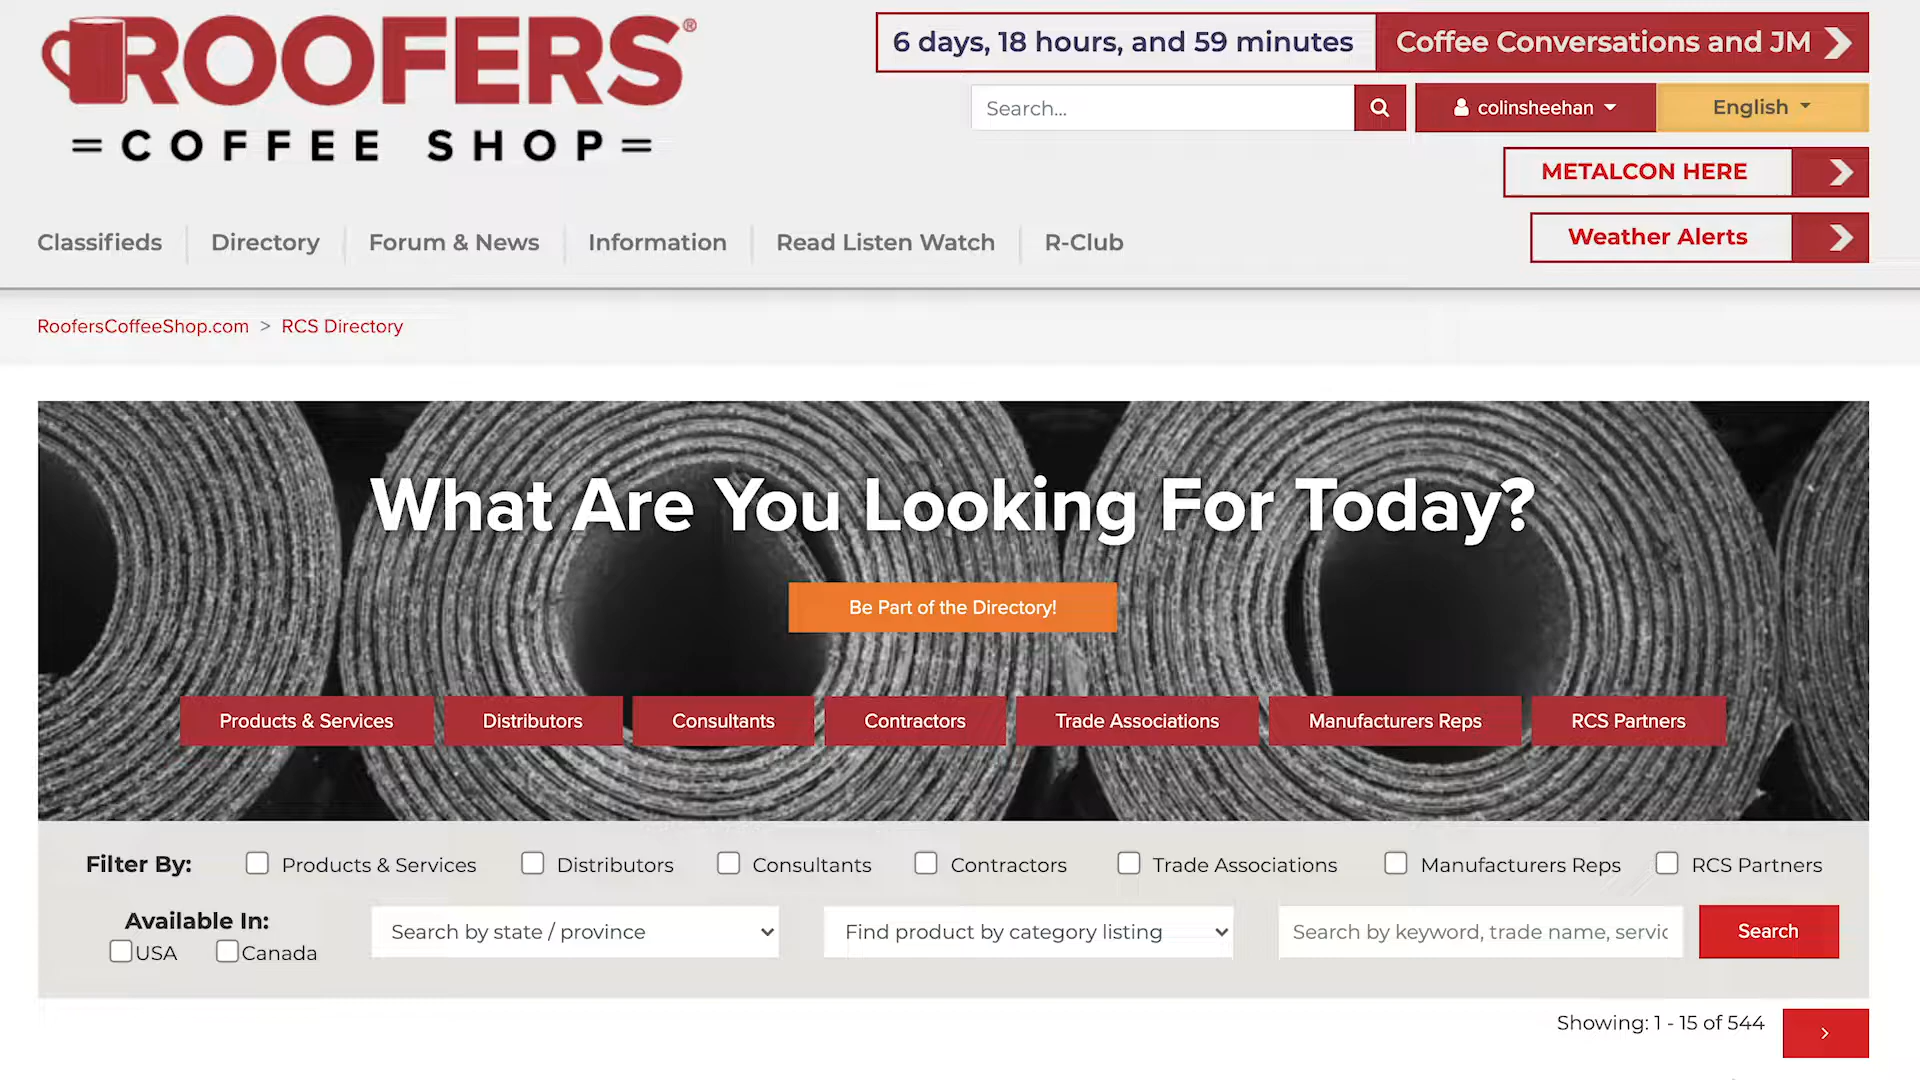 ROOFERS®
COFFEE SHOP
6 days, 18 hours, and 59 minutes
Coffee Conversations and JM
Search...
colinsheehan
English
METALCON HERE
Weather Alerts
Classifieds
Directory
Forum & News
Information
Read Listen Watch
R-Club
RoofersCoffeeShop.com > RCS Directory
What Are You Looking For Today?
Be Part of the Directory!
Products & Services
Distributors
Consultants
Contractors
Trade Associations
Manufacturers Reps
RCS Partners
Filter By:
Products & Services
Distributors
Consultants
Contractors
Trade Associations
Manufacturers Reps
RCS Partners
Available In:
USA
Canada
Search by state / province
Find product by category listing
Search by keyword, trade name, servic
Search
Showing: 1 - 15 of 544